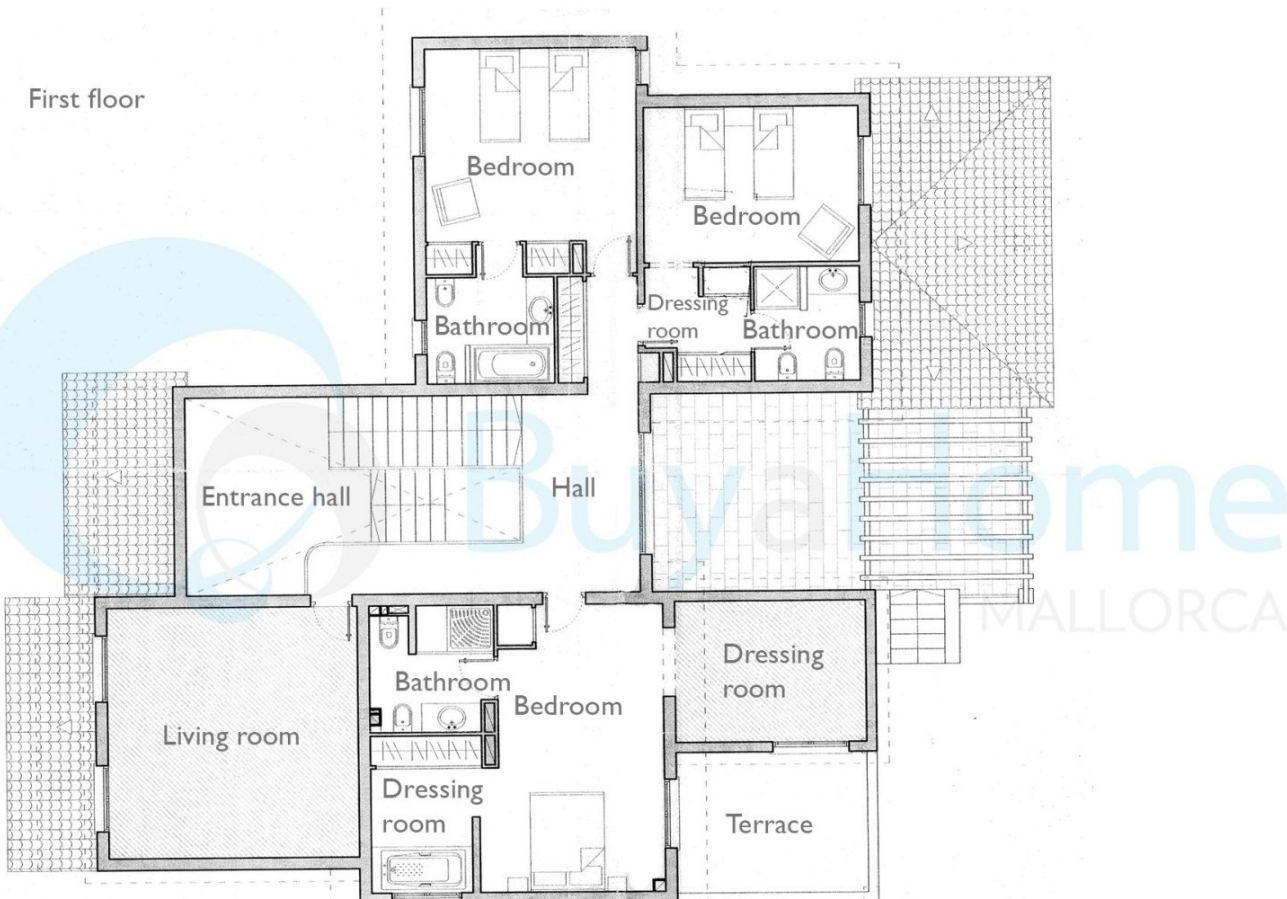 First floor
Bedroom
Bedroom
Dressing
room
Bathroom
Bathroom
Entrance hall
Hall
BuyaHome
MALLORCA
Dressing
room
Bathroom
Bedroom
Living room
Dressing
room
Terrace